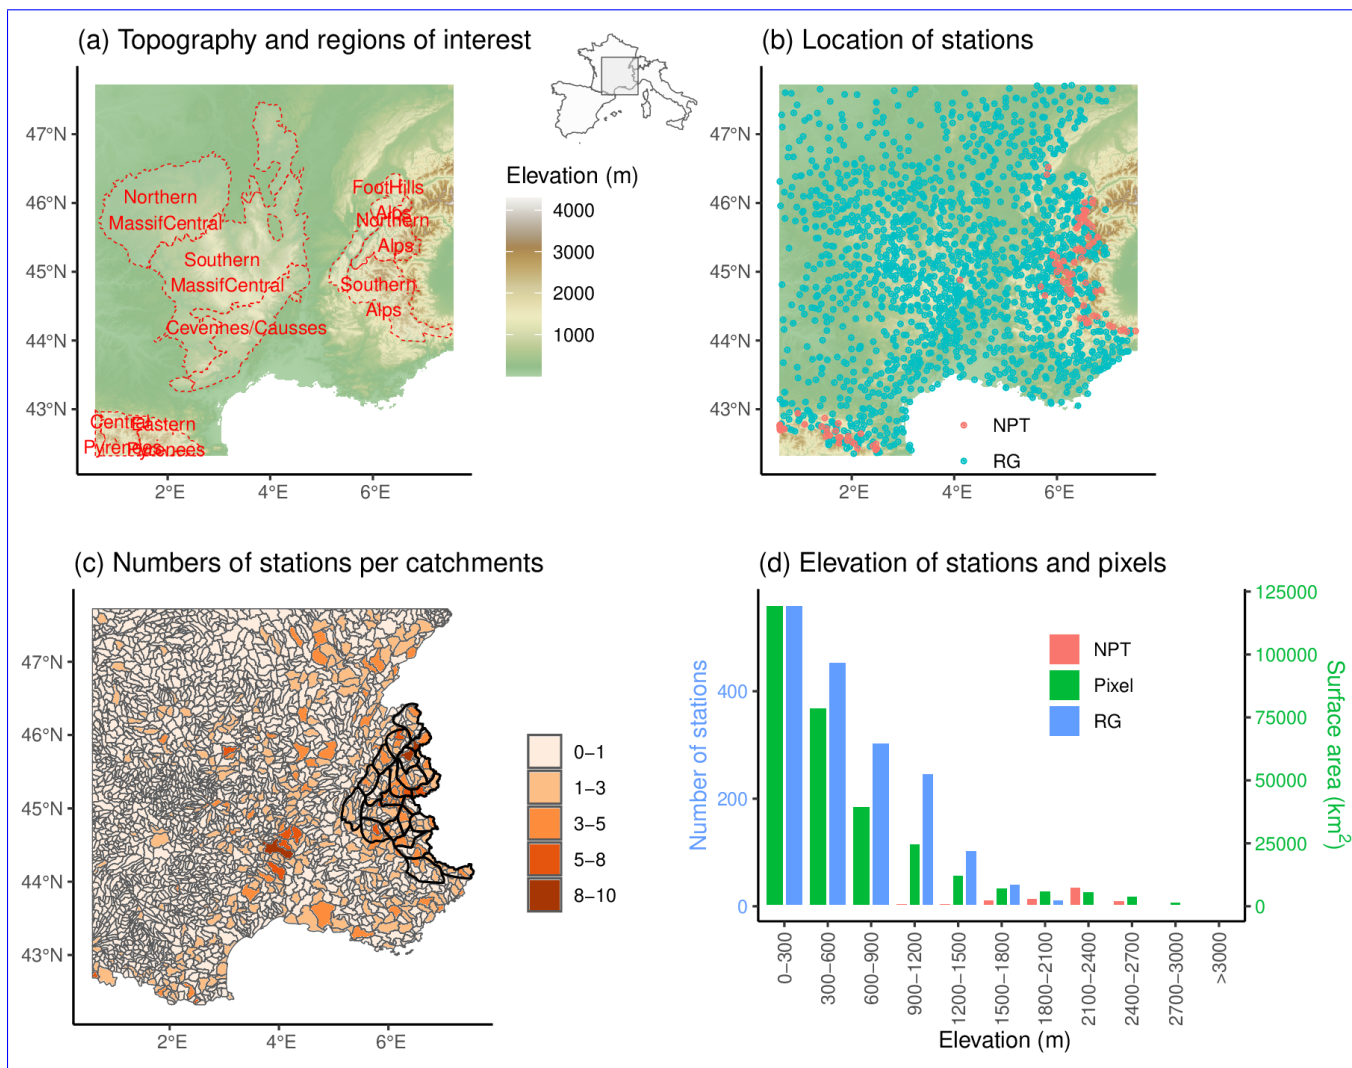 (a) Topography and regions of interest
47°N
46°N
45°N
44°N
43°N
2°E
4°E
6°E
Northern
MassifCentral
Southern
MassifCentral
Cevennes/Causses
FootHills
Alps
Northern
Alps
Southern
Alps
Central
Pyrenees
Eastern
Pyrenees
Elevation (m)
4000
3000
2000
1000
(b) Location of stations
47°N
46°N
45°N
44°N
43°N
2°E
4°E
6°E
NPT
RG
(c) Numbers of stations per catchments
47°N
46°N
45°N
44°N
43°N
2°E
4°E
6°E
0–1
1–3
3–5
5–8
8–10
(d) Elevation of stations and pixels
Number of stations
400
200
0
NPT
Pixel
RG
125000
100000
75000
50000
25000
0
Surface area (km²)
0–300
300–600
600–900
900–1200
1200–1500
1500–1800
1800–2100
2100–2400
2400–2700
2700–3000
>3000
Elevation (m)